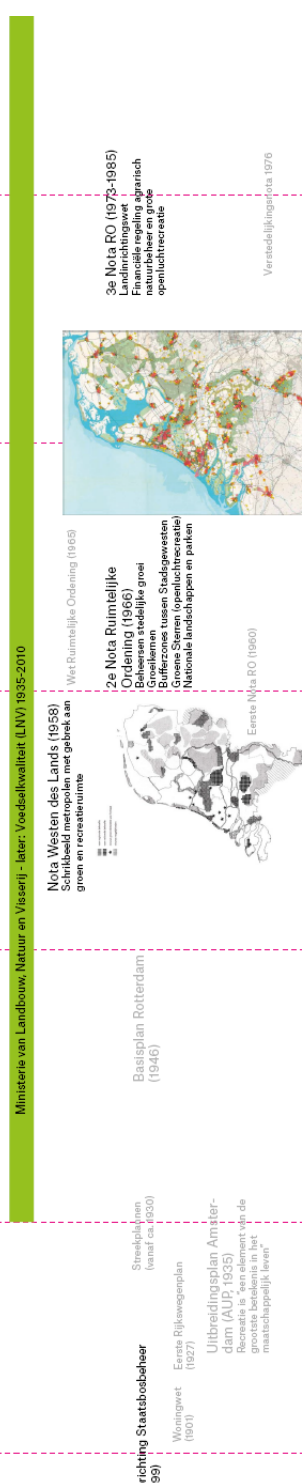 Ministerie van Landbouw, Natuur en Visserij - later: Voedselkwaliteit (LNV) 1935-2010
richting Staatsbosbeheer
99)
Woningwet
(1901)
Eerste Rijkswegenplan
(1927)
Streekplannen
(vanaf ca. 1930)
Uitbreidingsplan Amster-
dam (AUP, 1935)
Recreatie is "een element van de
grootste betekenis in het
maatschappelijk leven"
Basisplan Rotterdam
(1946)
Nota Westen des Lands (1958)
Schrikbeeld metropolen met gebrek aan
groen en recreatieruimte
Eerste Nota RO (1960)
Wet Ruimtelijke Ordening (1965)
2e Nota Ruimtelijke
Ordening (1966)
Beheersen stedelijke groei
Groeikernen
Bufferzones tussen Stadsgewesten
Groene Sterren (openluchtrecreatie)
Nationale landschappen en parken
3e Nota RO (1973-1985)
Landinrichtingswet
Financiële regeling agrarisch
natuurbeheer en grote
openluchtrecreatie
Verstedelijkingsnota 1976